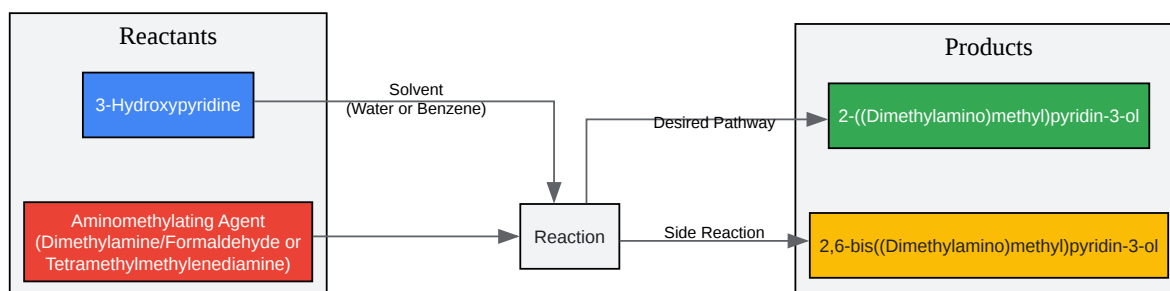 Reactants
3-Hydroxypyridine
Aminomethylating Agent
(Dimethylamine/Formaldehyde or
Tetramethylmethylenediamine)
Solvent
(Water or Benzene)
Reaction
Desired Pathway
Side Reaction
Products
2-((Dimethylamino)methyl)pyridin-3-ol
2,6-bis((Dimethylamino)methyl)pyridin-3-ol